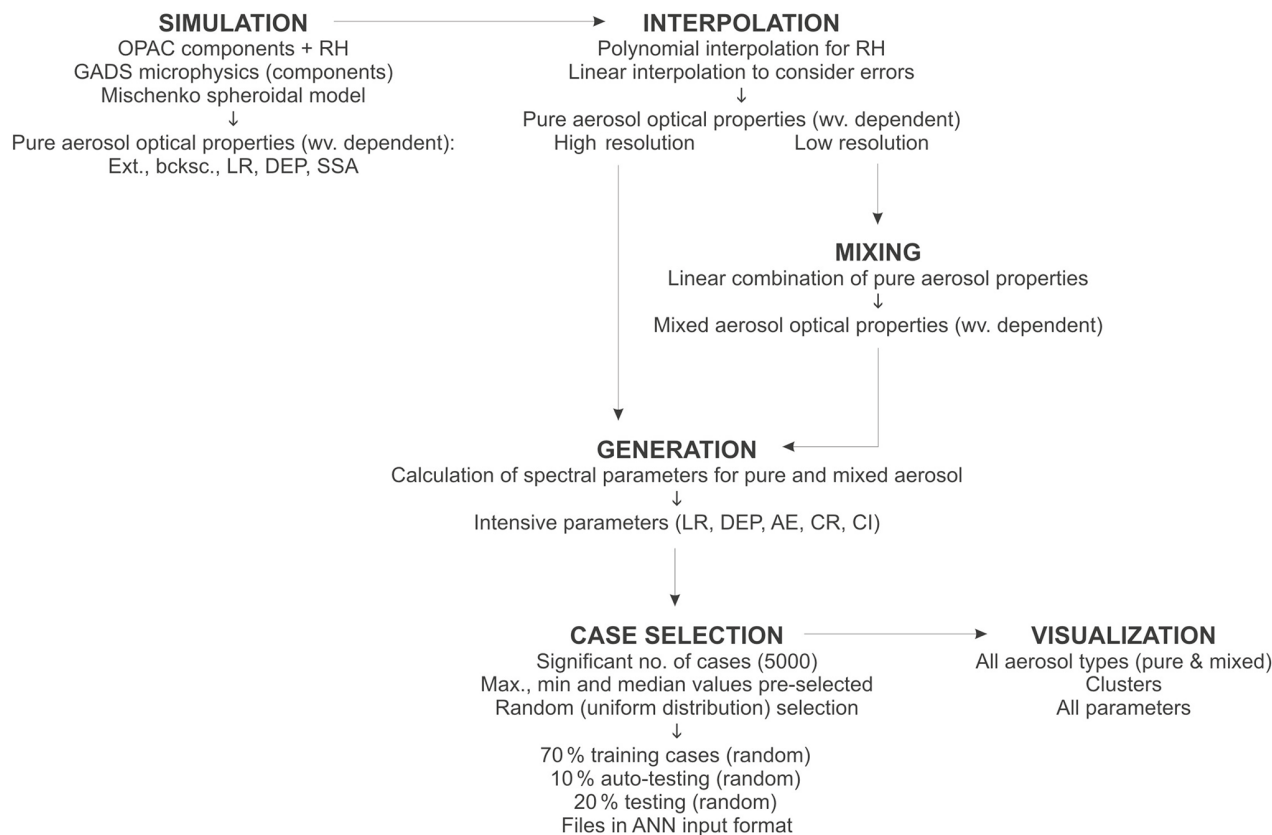 SIMULATION
OPAC components + RH
GADS microphysics (components)
Mischenko spheroidal model
↓
Pure aerosol optical properties (wv. dependent):
Ext., bcksc., LR, DEP, SSA
INTERPOLATION
Polynomial interpolation for RH
Linear interpolation to consider errors
↓
Pure aerosol optical properties (wv. dependent)
High resolution
Low resolution
MIXING
Linear combination of pure aerosol properties
↓
Mixed aerosol optical properties (wv. dependent)
GENERATION
Calculation of spectral parameters for pure and mixed aerosol
↓
Intensive parameters (LR, DEP, AE, CR, CI)
CASE SELECTION
Significant no. of cases (5000)
Max., min and median values pre-selected
Random (uniform distribution) selection
↓
70 % training cases (random)
10 % auto-testing (random)
20 % testing (random)
Files in ANN input format
VISUALIZATION
All aerosol types (pure & mixed)
Clusters
All parameters